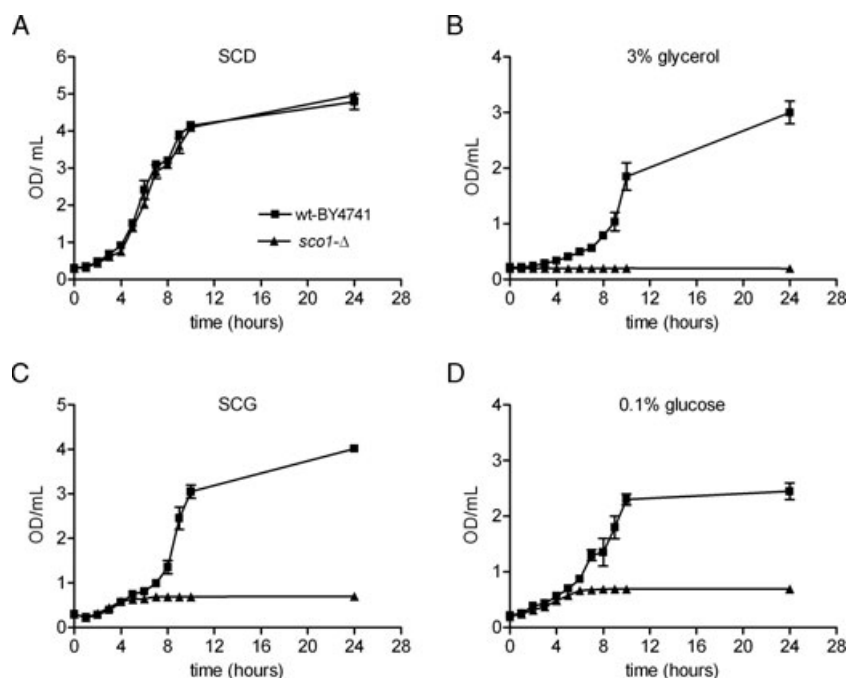 A
SCD
OD/ mL
6
5
4
3
2
1
0
wt-BY4741
sco1-Δ
0 4 8 12 16 20 24 28
time (hours)
B
3% glycerol
OD/mL
4
3
2
1
0
0 4 8 12 16 20 24 28
time (hours)
C
SCG
OD/mL
5
4
3
2
1
0
0 4 8 12 16 20 24 28
time (hours)
D
0.1% glucose
OD/mL
4
3
2
1
0
0 4 8 12 16 20 24 28
time (hours)